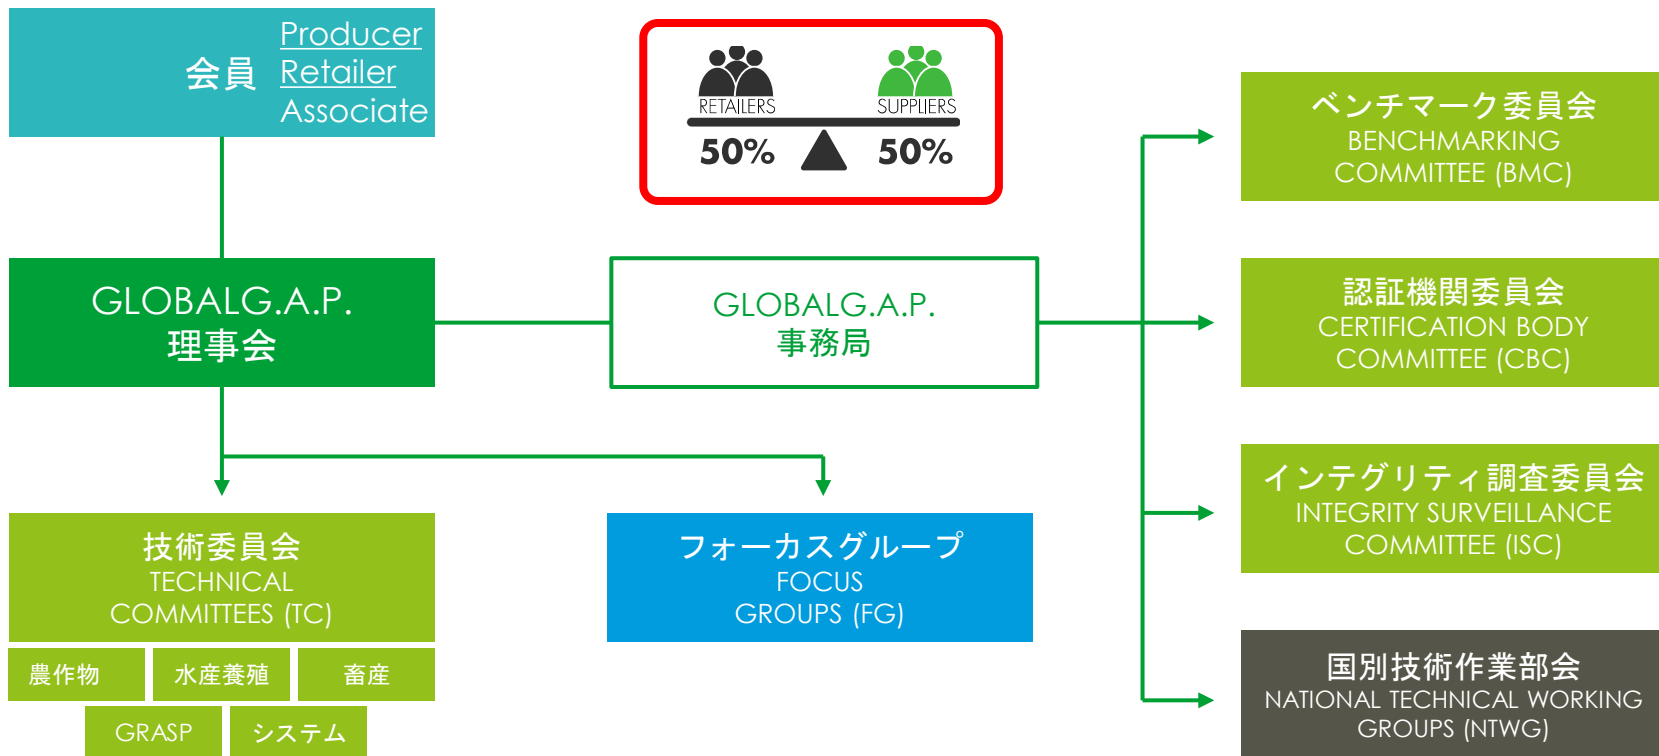 会員
Producer
Retailer
Associate
RETAILERS
SUPPLIERS
50%
50%
GLOBALG.A.P.
理事会
GLOBALG.A.P.
事務局
ベンチマーク委員会
BENCHMARKING
COMMITTEE (BMC)
認証機関委員会
CERTIFICATION BODY
COMMITTEE (CBC)
インテグリティ調査委員会
INTEGRITY SURVEILLANCE
COMMITTEE (ISC)
国別技術作業部会
NATIONAL TECHNICAL WORKING
GROUPS (NTWG)
技術委員会
TECHNICAL
COMMITTEES (TC)
フォーカスグループ
FOCUS
GROUPS (FG)
農作物
水産養殖
畜産
GRASP
システム